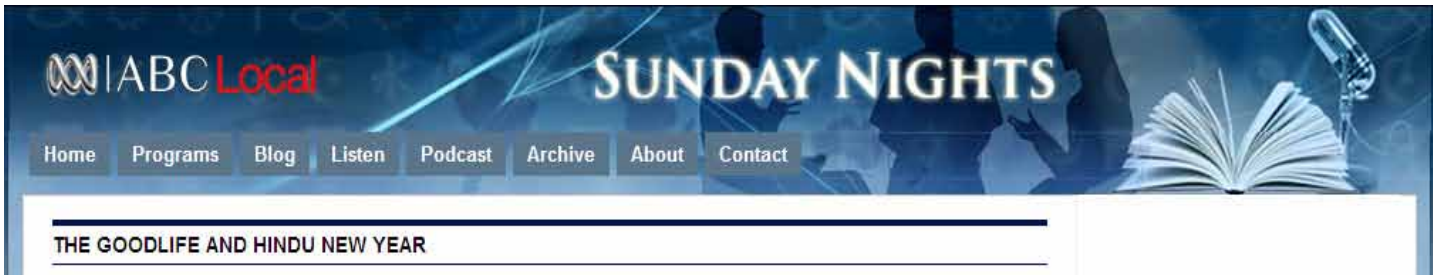 ABC Local
SUNDAY NIGHTS
Home Programs Blog Listen Podcast Archive About Contact
THE GOODLIFE AND HINDU NEW YEAR